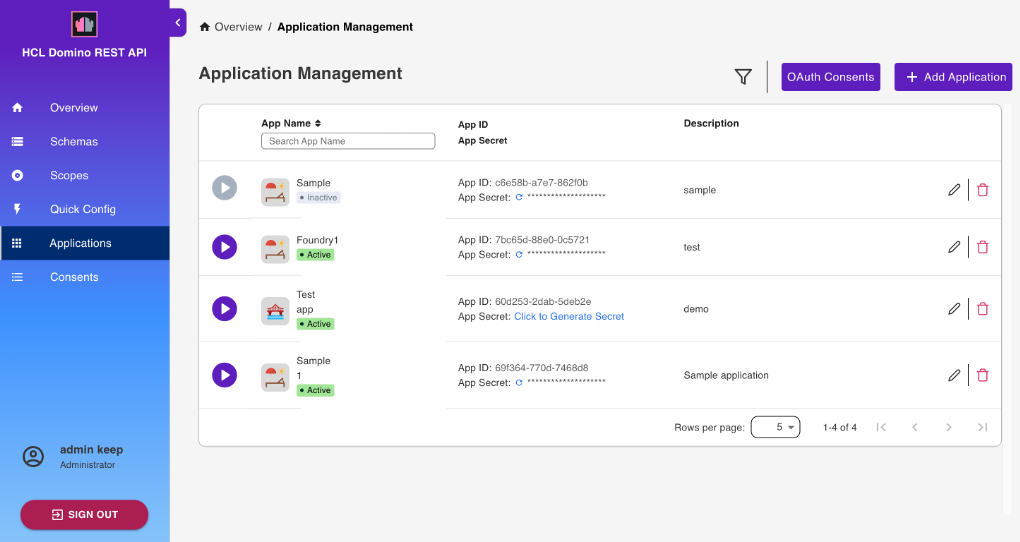 HCL Domino REST API
Overview
Schemas
Scopes
Quick Config
Applications
Consents
admin keep
Administrator
SIGN OUT
Overview / Application Management
Application Management
OAuth Consents
+ Add Application
App Name
Search App Name
App ID
App Secret
Description
Sample
• Inactive
App ID: c6e58b-a7e7-862f0b
App Secret: ********************
sample
Foundry1
• Active
App ID: 7bc65d-88e0-0c5721
App Secret: ********************
test
Test
app
• Active
App ID: 60d253-2dab-5deb2e
App Secret: Click to Generate Secret
demo
Sample
1
• Active
App ID: 69f364-770d-7468d8
App Secret: ********************
Sample application
Rows per page: 5 1-4 of 4